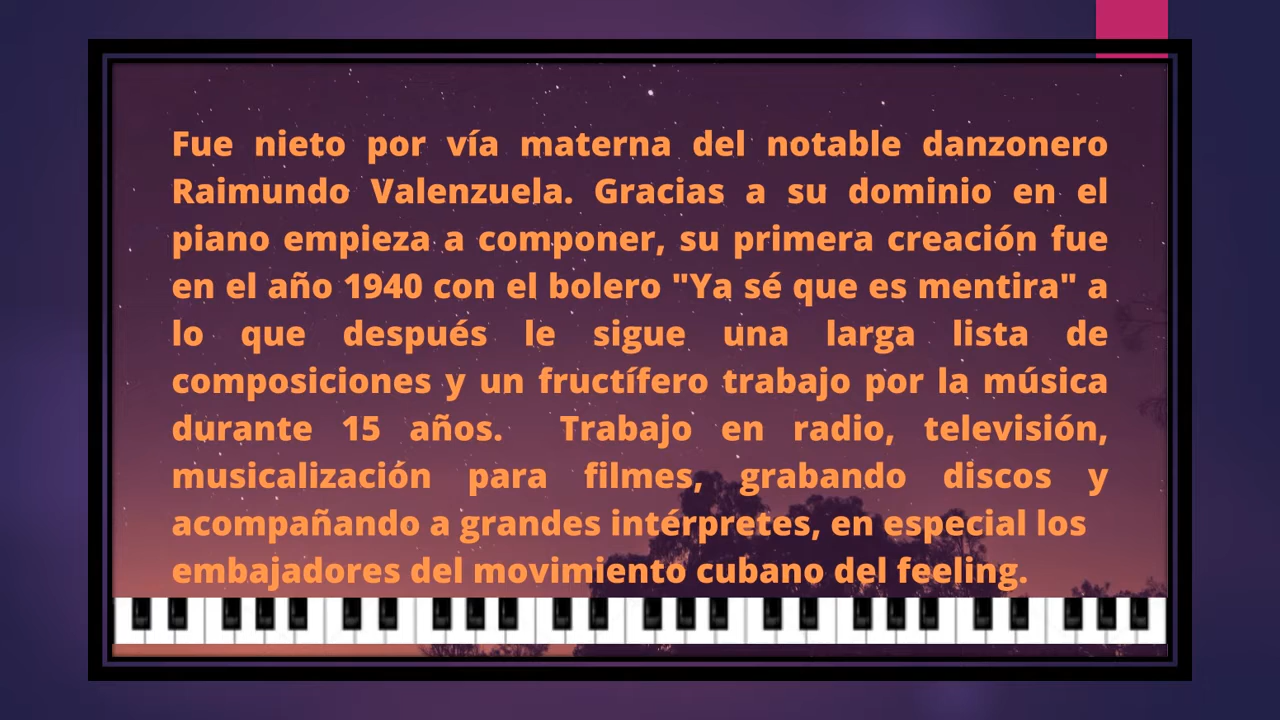 Fue nieto por vía materna del notable danzonero
Raimundo Valenzuela. Gracias a su dominio en el
piano empieza a componer, su primera creación fue
en el año 1940 con el bolero "Ya sé que es mentira" a
lo que después le sigue una larga lista de
composiciones y un fructífero trabajo por la música
durante 15 años. Trabajo en radio, televisión,
musicalización para filmes, grabando discos y
acompañando a grandes intérpretes, en especial los
embajadores del movimiento cubano del feeling.